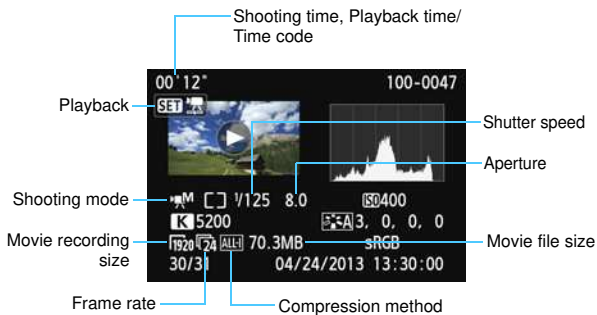 Shooting time, Playback time/
Time code
00'12" 100-0047
Playback
SET
Shutter speed
Aperture
Shooting mode
M 1/125 8.0 ISO400
K 5200 A 3, 0, 0, 0
Movie recording
size
1920 24 ALL-I 70.3MB sRGB
Movie file size
30/31 04/24/2013 13:30:00
Frame rate
Compression method